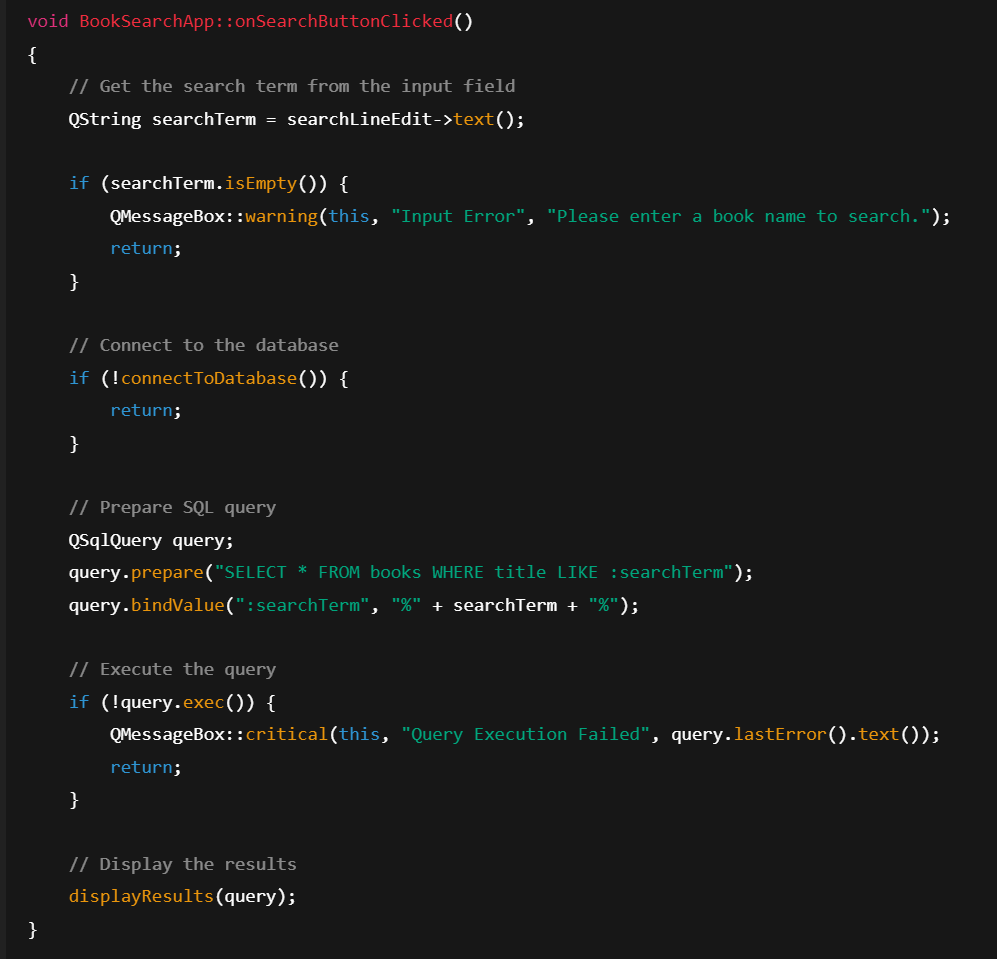 void BookSearchApp::onSearchButtonClicked()
{
    // Get the search term from the input field
    QString searchTerm = searchLineEdit->text();

    if (searchTerm.isEmpty()) {
        QMessageBox::warning(this, "Input Error", "Please enter a book name to search.");
        return;
    }

    // Connect to the database
    if (!connectToDatabase()) {
        return;
    }

    // Prepare SQL query
    QSqlQuery query;
    query.prepare("SELECT * FROM books WHERE title LIKE :searchTerm");
    query.bindValue(":searchTerm", "%" + searchTerm + "%");

    // Execute the query
    if (!query.exec()) {
        QMessageBox::critical(this, "Query Execution Failed", query.lastError().text());
        return;
    }

    // Display the results
    displayResults(query);
}